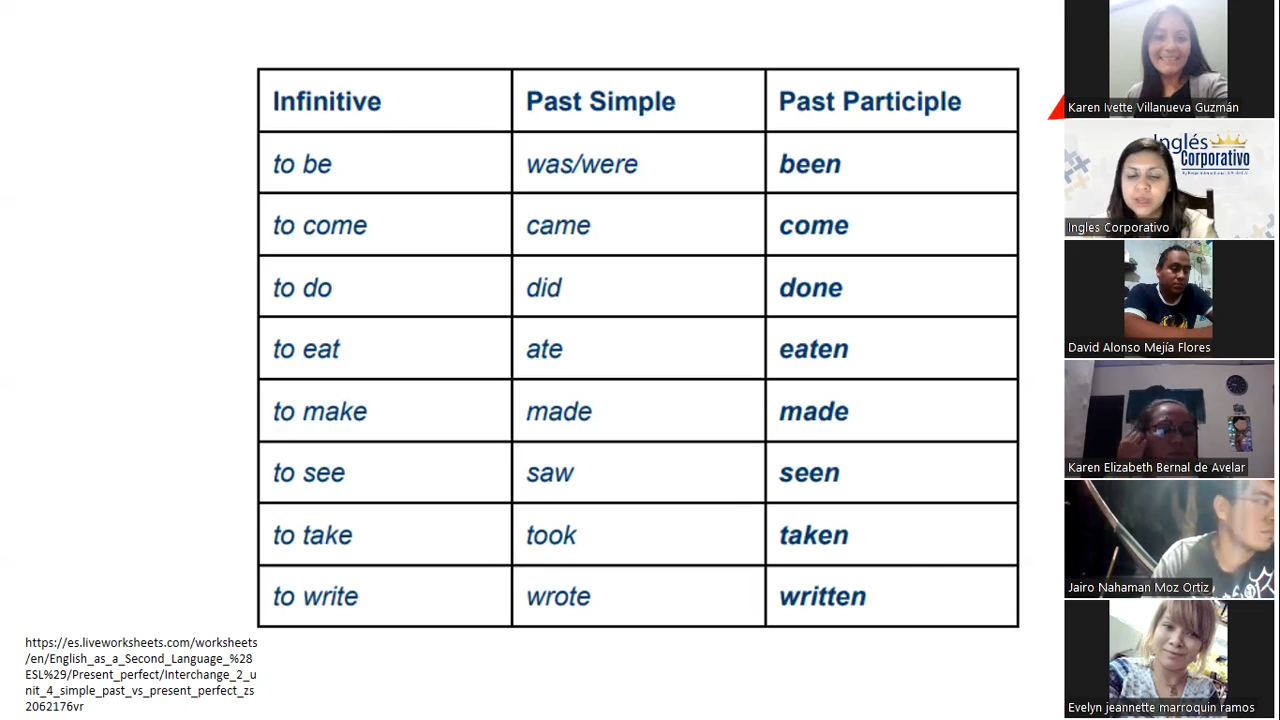 Infinitive Past Simple Past Participle
to be was/were been
to come came come
to do did done
to eat ate eaten
to make made made
to see saw seen
to take took taken
to write wrote written
https://es.liveworksheets.com/worksheets
/en/English_as_a_Second_Language_%28
ESL%29/Present_perfect/Interchange_2_u
nit_4_simple_past_vs_present_perfect_zs
2062176vr
Karen Ivette Villanueva Guzmán
Inglés
Corporativo
Ingles Corporativo
David Alonso Mejía Flores
Karen Elizabeth Bernal de Avelar
Jairo Nahaman Moz Ortiz
Evelyn jeannette marroquin ramos